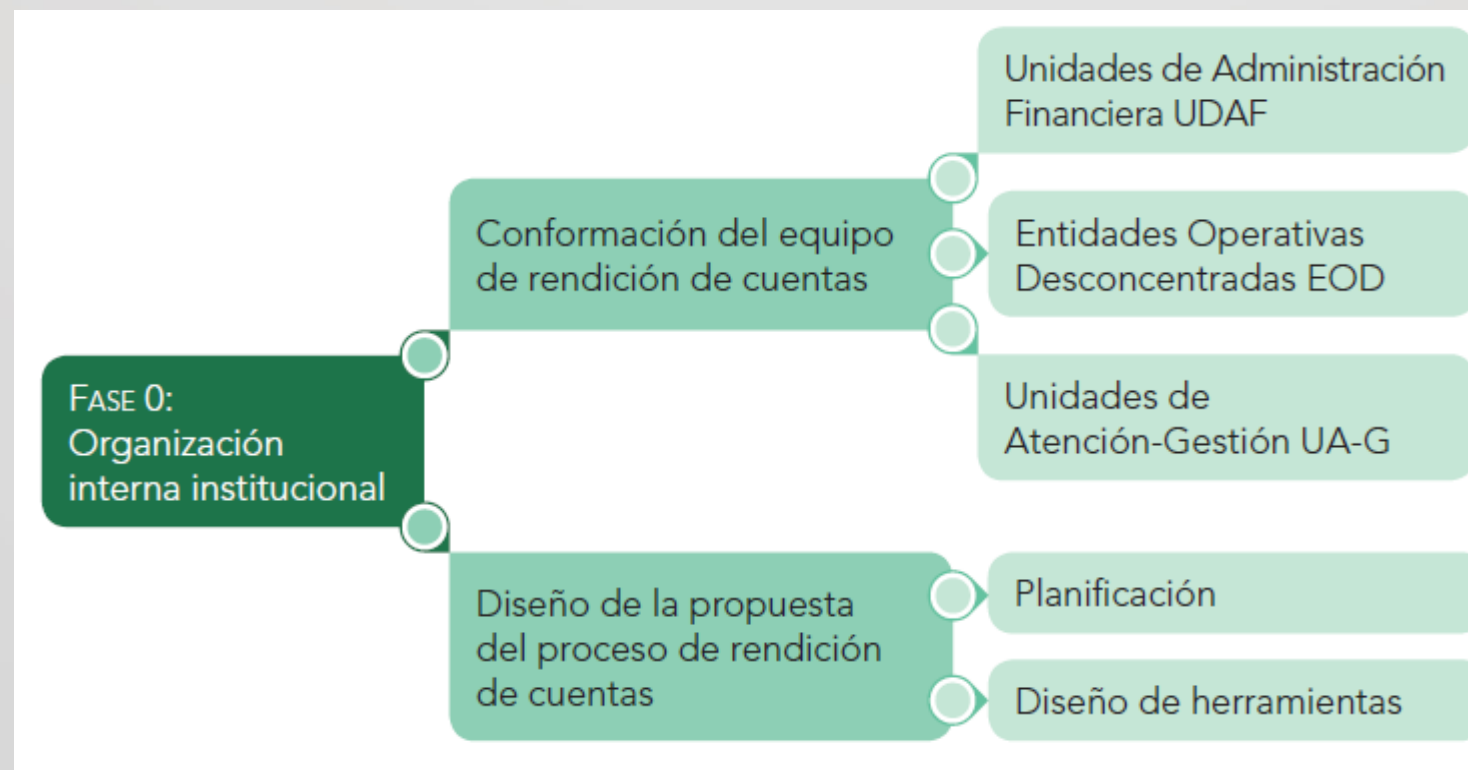 FASE 0:
Organización
interna institucional
Conformación del equipo
de rendición de cuentas
Unidades de Administración
Financiera UDAF
Entidades Operativas
Desconcentradas EOD
Unidades de
Atención-Gestión UA-G
Diseño de la propuesta
del proceso de rendición
de cuentas
Planificación
Diseño de herramientas